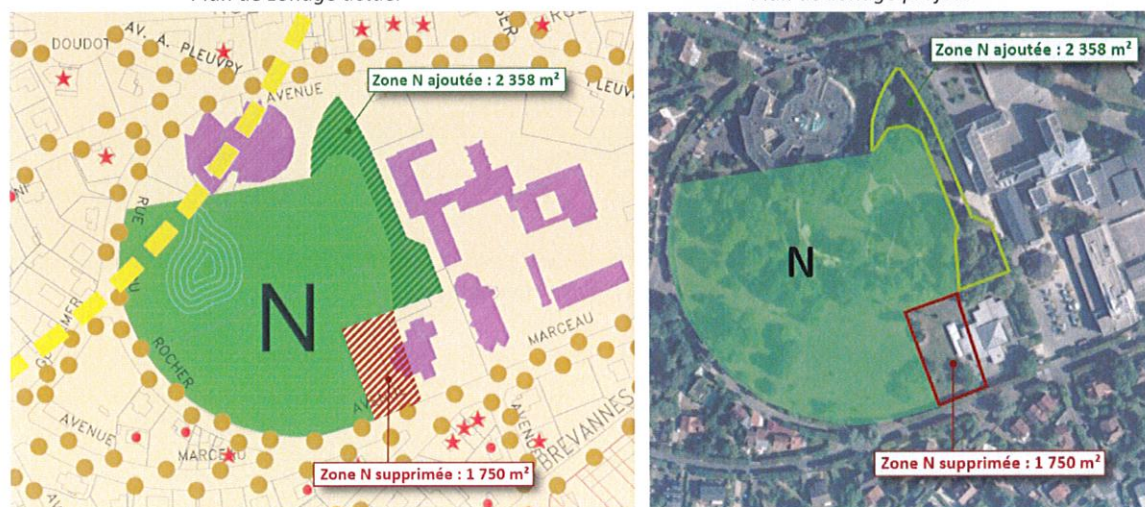 DOUDOT
AV. A. PLEUVRY
AVENUE
Zone N ajoutée : 2 358 m²
N
RUE DU
ROCHER
AVENUE
MARCEAU
MARCEAU
BREVANNES
Zone N supprimée : 1 750 m²
Zone N ajoutée : 2 358 m²
N
Zone N supprimée : 1 750 m²